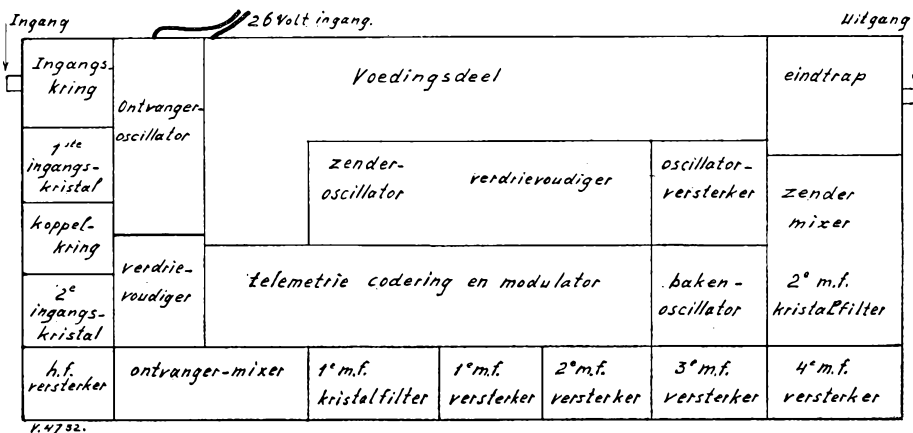 Ingang
26 Volt ingang.
Uitgang
Ingangs-
kring
Ontvanger-
oscillator
Voedingsdeel
eindtrap
1ste
ingangs-
kristal
zender-
oscillator
verdrievoudiger
oscillator-
versterker
zender
mixer
koppel-
kring
verdrie-
voudiger
telemetrie codering en modulator
baken-
oscillator
2e m.f.
kristalfilter
2e
ingangs-
kristal
h.f.
versterker
ontvanger-mixer
1e m.f.
kristalfilter
1e m.f.
versterker
2e m.f.
versterker
3e m.f.
versterker
4e m.f.
versterker
V.4732.